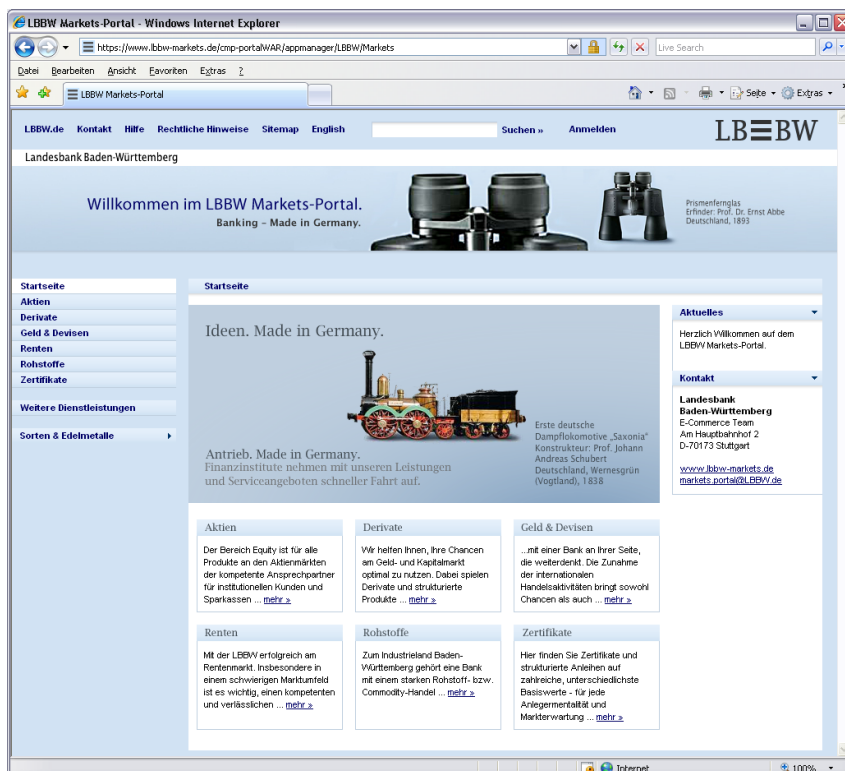 LBBW Markets-Portal - Windows Internet Explorer
https://www.lbbw-markets.de/cmp-portalWAR/appmanager/LBBW/Markets
Live Search
Datei Bearbeiten Ansicht Favoriten Extras ?
LBBW Markets-Portal
Seite Extras
LBBW.de Kontakt Hilfe Rechtliche Hinweise Sitemap English Suchen » Anmelden
LB☰BW
Landesbank Baden-Württemberg
Willkommen im LBBW Markets-Portal.
Banking – Made in Germany.
Prismenfernglas
Erfinder: Prof. Dr. Ernst Abbe
Deutschland, 1893
Startseite
Aktien
Derivate
Geld & Devisen
Renten
Rohstoffe
Zertifikate
Weitere Dienstleistungen
Sorten & Edelmetalle
Startseite
Ideen. Made in Germany.
Antrieb. Made in Germany.
Finanzinstitute nehmen mit unseren Leistungen
und Serviceangeboten schneller Fahrt auf.
Erste deutsche
Dampflokomotive „Saxonia"
Konstrukteur: Prof. Johann
Andreas Schubert
Deutschland, Wernesgrün
(Vogtland), 1838
Aktuelles
Herzlich Willkommen auf dem
LBBW Markets-Portal.
Kontakt
Landesbank
Baden-Württemberg
E-Commerce Team
Am Hauptbahnhof 2
D-70173 Stuttgart
www.lbbw-markets.de
markets.portal@LBBW.de
Aktien
Der Bereich Equity ist für alle
Produkte an den Aktienmärkten
der kompetente Ansprechpartner
für institutionellen Kunden und
Sparkassen ... mehr »
Derivate
Wir helfen Ihnen, Ihre Chancen
am Geld- und Kapitalmarkt
optimal zu nutzen. Dabei spielen
Derivate und strukturierte
Produkte ... mehr »
Geld & Devisen
...mit einer Bank an Ihrer Seite,
die weiterdenkt. Die Zunahme
der internationalen
Handelsaktivitäten bringt sowohl
Chancen als auch ... mehr »
Renten
Mit der LBBW erfolgreich am
Rentenmarkt. Insbesondere in
einem schwierigen Marktumfeld
ist es wichtig, einen kompetenten
und verlässlichen ... mehr »
Rohstoffe
Zum Industrieland Baden-
Württemberg gehört eine Bank
mit einem starken Rohstoff- bzw.
Commodity-Handel ... mehr »
Zertifikate
Hier finden Sie Zertifikate und
strukturierte Anleihen auf
zahlreiche, unterschiedlichste
Basiswerte - für jede
Anlegermentalität und
Markterwartung ... mehr »
Internet 100%